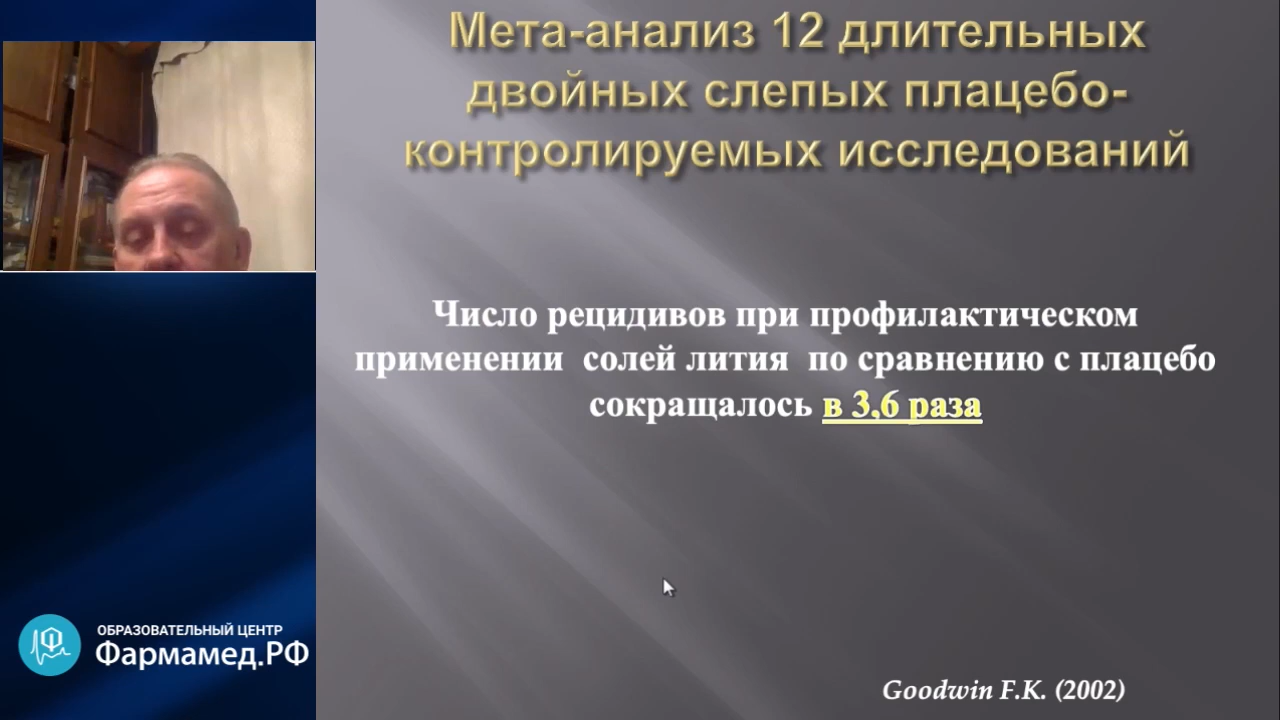 Мета-анализ 12 длительных
двойных слепых плацебо-
контролируемых исследований
Число рецидивов при профилактическом
применении солей лития по сравнению с плацебо
сокращалось в 3,6 раза
Goodwin F.K. (2002)
ОБРАЗОВАТЕЛЬНЫЙ ЦЕНТР
Фармамед.РФ